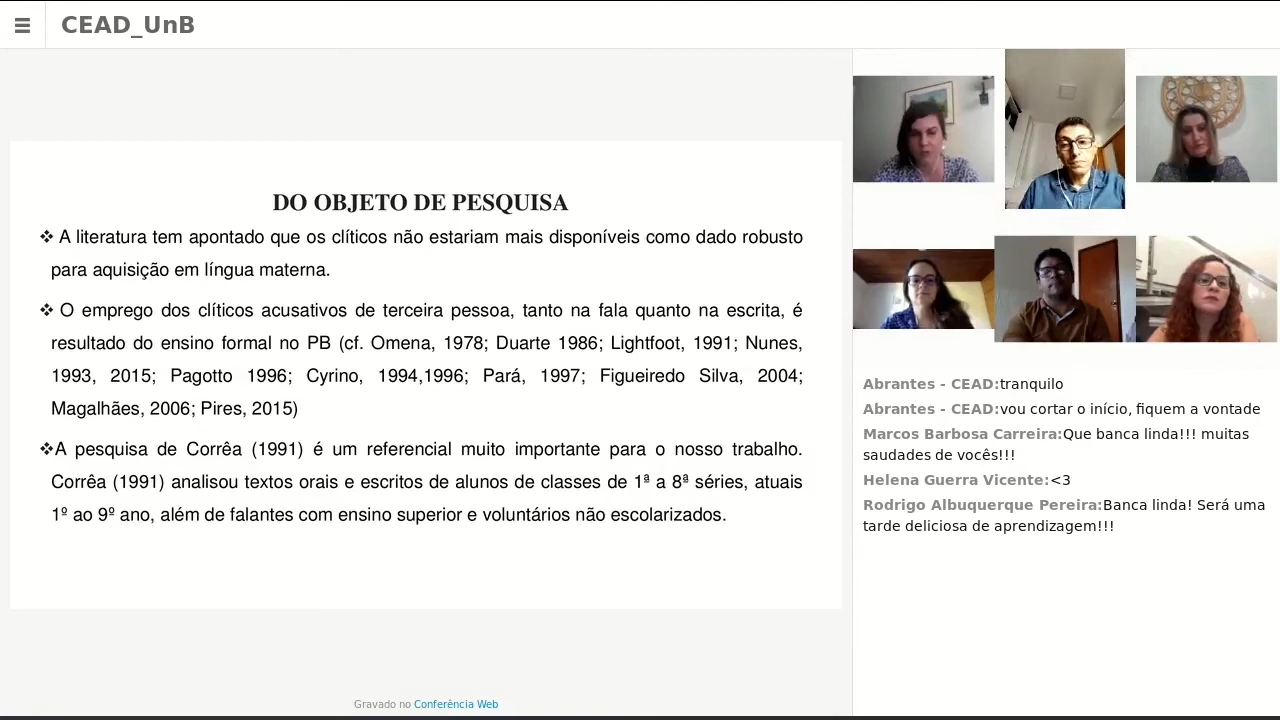 CEAD_UnB
DO OBJETO DE PESQUISA
❖ A literatura tem apontado que os clíticos não estariam mais disponíveis como dado robusto
para aquisição em língua materna.
❖ O emprego dos clíticos acusativos de terceira pessoa, tanto na fala quanto na escrita, é
resultado do ensino formal no PB (cf. Omena, 1978; Duarte 1986; Lightfoot, 1991; Nunes,
1993, 2015; Pagotto 1996; Cyrino, 1994,1996; Pará, 1997; Figueiredo Silva, 2004;
Magalhães, 2006; Pires, 2015)
❖A pesquisa de Corrêa (1991) é um referencial muito importante para o nosso trabalho.
Corrêa (1991) analisou textos orais e escritos de alunos de classes de 1ª a 8ª séries, atuais
1º ao 9º ano, além de falantes com ensino superior e voluntários não escolarizados.
Gravado no Conferência Web
Abrantes - CEAD:tranquilo
Abrantes - CEAD:vou cortar o início, fiquem a vontade
Marcos Barbosa Carreira:Que banca linda!!! muitas
saudades de vocês!!!
Helena Guerra Vicente:<3
Rodrigo Albuquerque Pereira:Banca linda! Será uma
tarde deliciosa de aprendizagem!!!